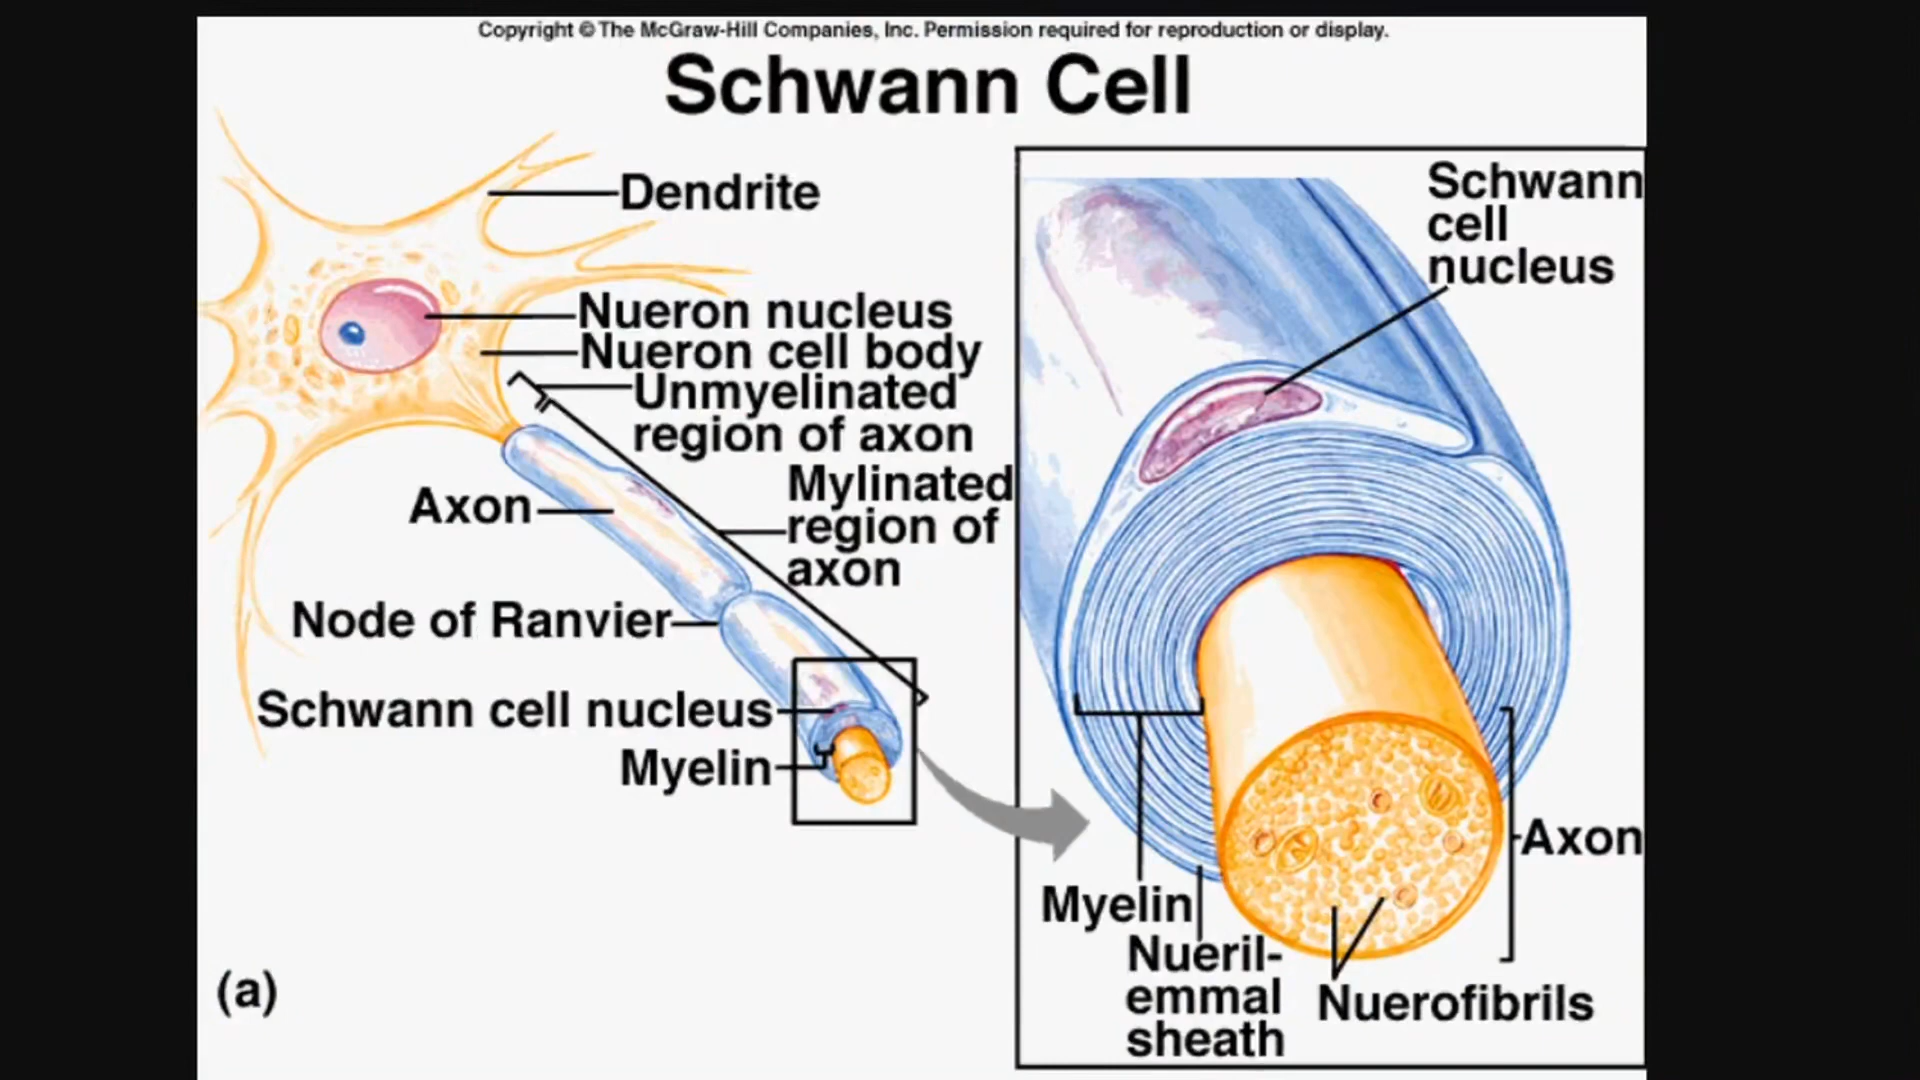 Copyright © The McGraw-Hill Companies, Inc. Permission required for reproduction or display.
Schwann Cell
Dendrite
Nueron nucleus
Nueron cell body
Unmyelinated
region of axon
Mylinated
region of
axon
Axon
Node of Ranvier
Schwann cell nucleus
Myelin
(a)
Schwann
cell
nucleus
Axon
Myelin
Nueril-
emmal
sheath
Nuerofibrils